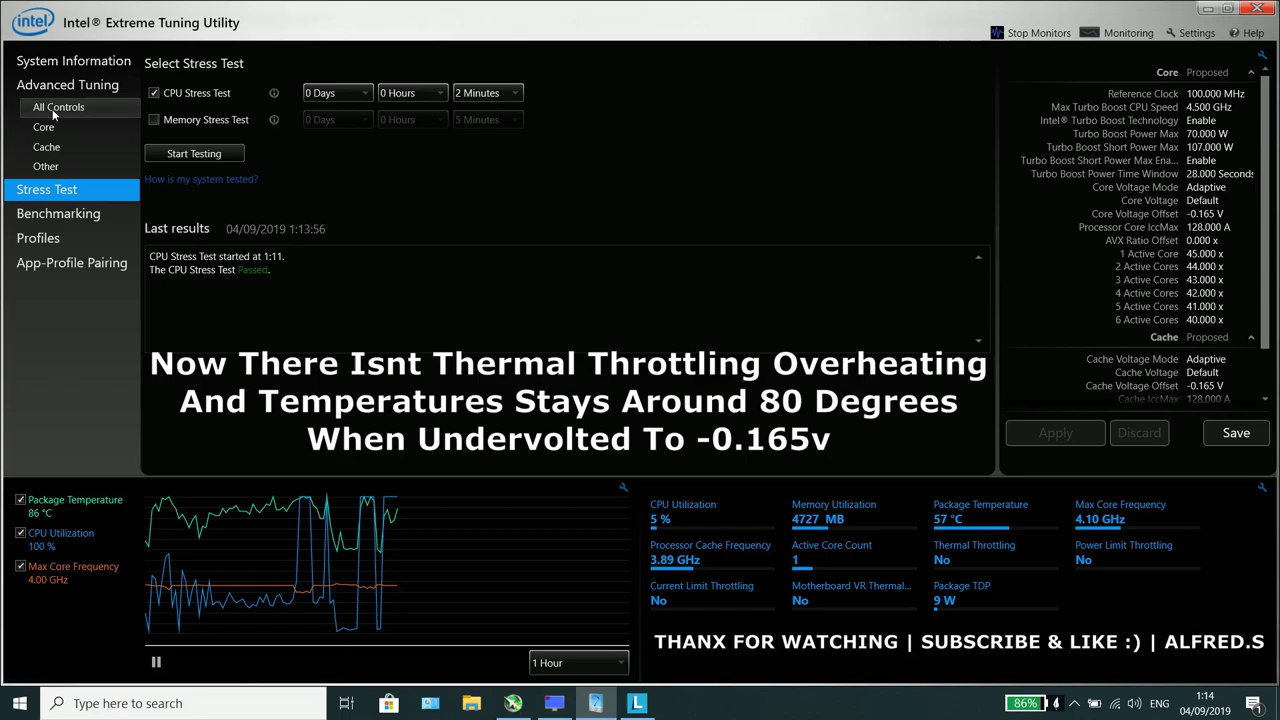 intel
Intel® Extreme Tuning Utility
Stop Monitors
Monitoring
Settings
Help
System Information
Advanced Tuning
All Controls
Core
Cache
Other
Stress Test
Benchmarking
Profiles
App-Profile Pairing
Select Stress Test
CPU Stress Test
0 Days
0 Hours
2 Minutes
Memory Stress Test
0 Days
0 Hours
5 Minutes
Start Testing
How is my system tested?
Last results 04/09/2019 1:13:56
CPU Stress Test started at 1:11.
The CPU Stress Test Passed.
Now There Isnt Thermal Throttling Overheating
And Temperatures Stays Around 80 Degrees
When Undervolted To -0.165v
Core Proposed
Reference Clock 100.000 MHz
Max Turbo Boost CPU Speed 4.500 GHz
Intel® Turbo Boost Technology Enable
Turbo Boost Power Max 70.000 W
Turbo Boost Short Power Max 107.000 W
Turbo Boost Short Power Max Ena... Enable
Turbo Boost Power Time Window 28.000 Seconds
Core Voltage Mode Adaptive
Core Voltage Default
Core Voltage Offset -0.165 V
Processor Core IccMax 128.000 A
AVX Ratio Offset 0.000 x
1 Active Core 45.000 x
2 Active Cores 44.000 x
3 Active Cores 43.000 x
4 Active Cores 42.000 x
5 Active Cores 41.000 x
6 Active Cores 40.000 x
Cache Proposed
Cache Voltage Mode Adaptive
Cache Voltage Default
Cache Voltage Offset -0.165 V
Cache IccMax 128.000 A
Apply
Discard
Save
Package Temperature
86 °C
CPU Utilization
100 %
Max Core Frequency
4.00 GHz
1 Hour
CPU Utilization
5 %
Memory Utilization
4727 MB
Package Temperature
57 °C
Max Core Frequency
4.10 GHz
Processor Cache Frequency
3.89 GHz
Active Core Count
1
Thermal Throttling
No
Power Limit Throttling
No
Current Limit Throttling
No
Motherboard VR Thermal...
No
Package TDP
9 W
THANX FOR WATCHING | SUBSCRIBE & LIKE :) | ALFRED.S
Type here to search
L
86%
ENG
1:14
04/09/2019
1